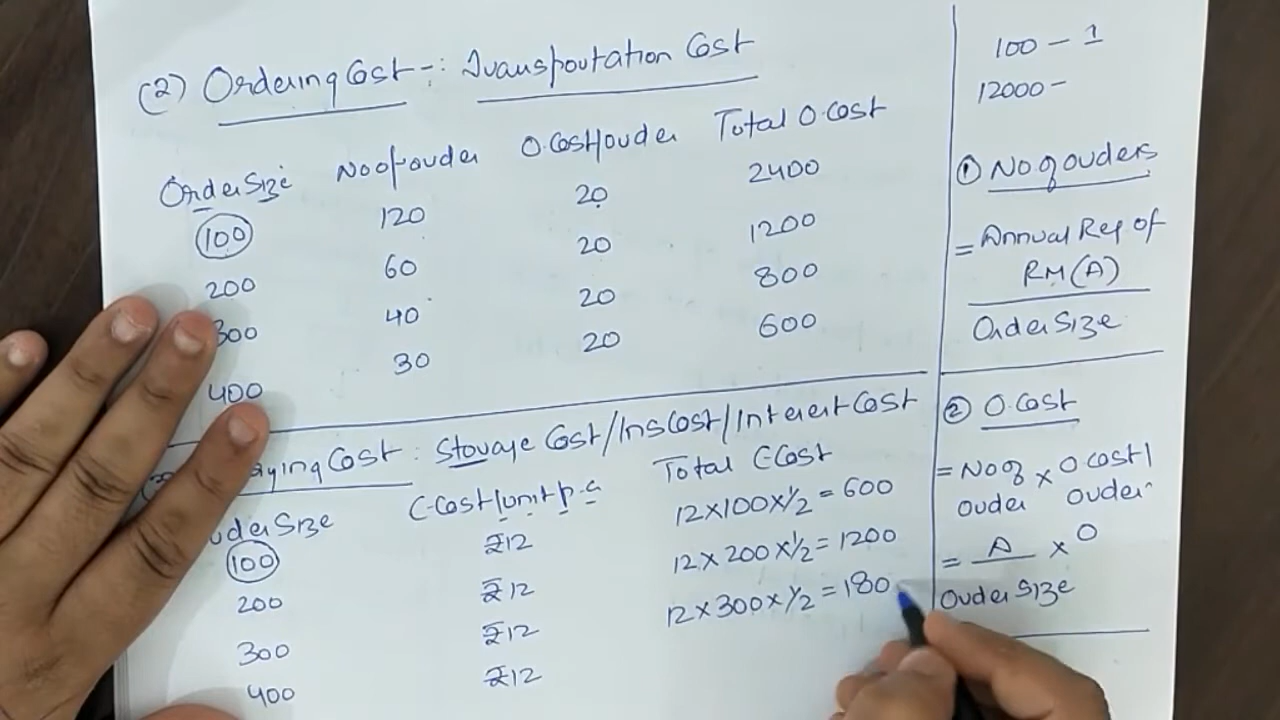 (2) Ordering Cost -: Transportation Cost
Order Size No of order O.Cost/order Total O.Cost
100 120 20 2400
200 60 20 1200
300 40 20 800
400 30 20 600
ying Cost : Storage Cost/Ins Cost/Interest Cost
uder Size C-Cost/unit p.a Total C Cost
100 ₹12 12×100×1/2 = 600
200 ₹12 12×200×1/2 = 1200
300 ₹12 12×300×1/2 = 180
400 ₹12
100 - 1
12000 -
① No of orders
= Annual Req of
RM (A)
Order Size
② O.Cost
= No of × O cost/
order order
= A × O
Order Size